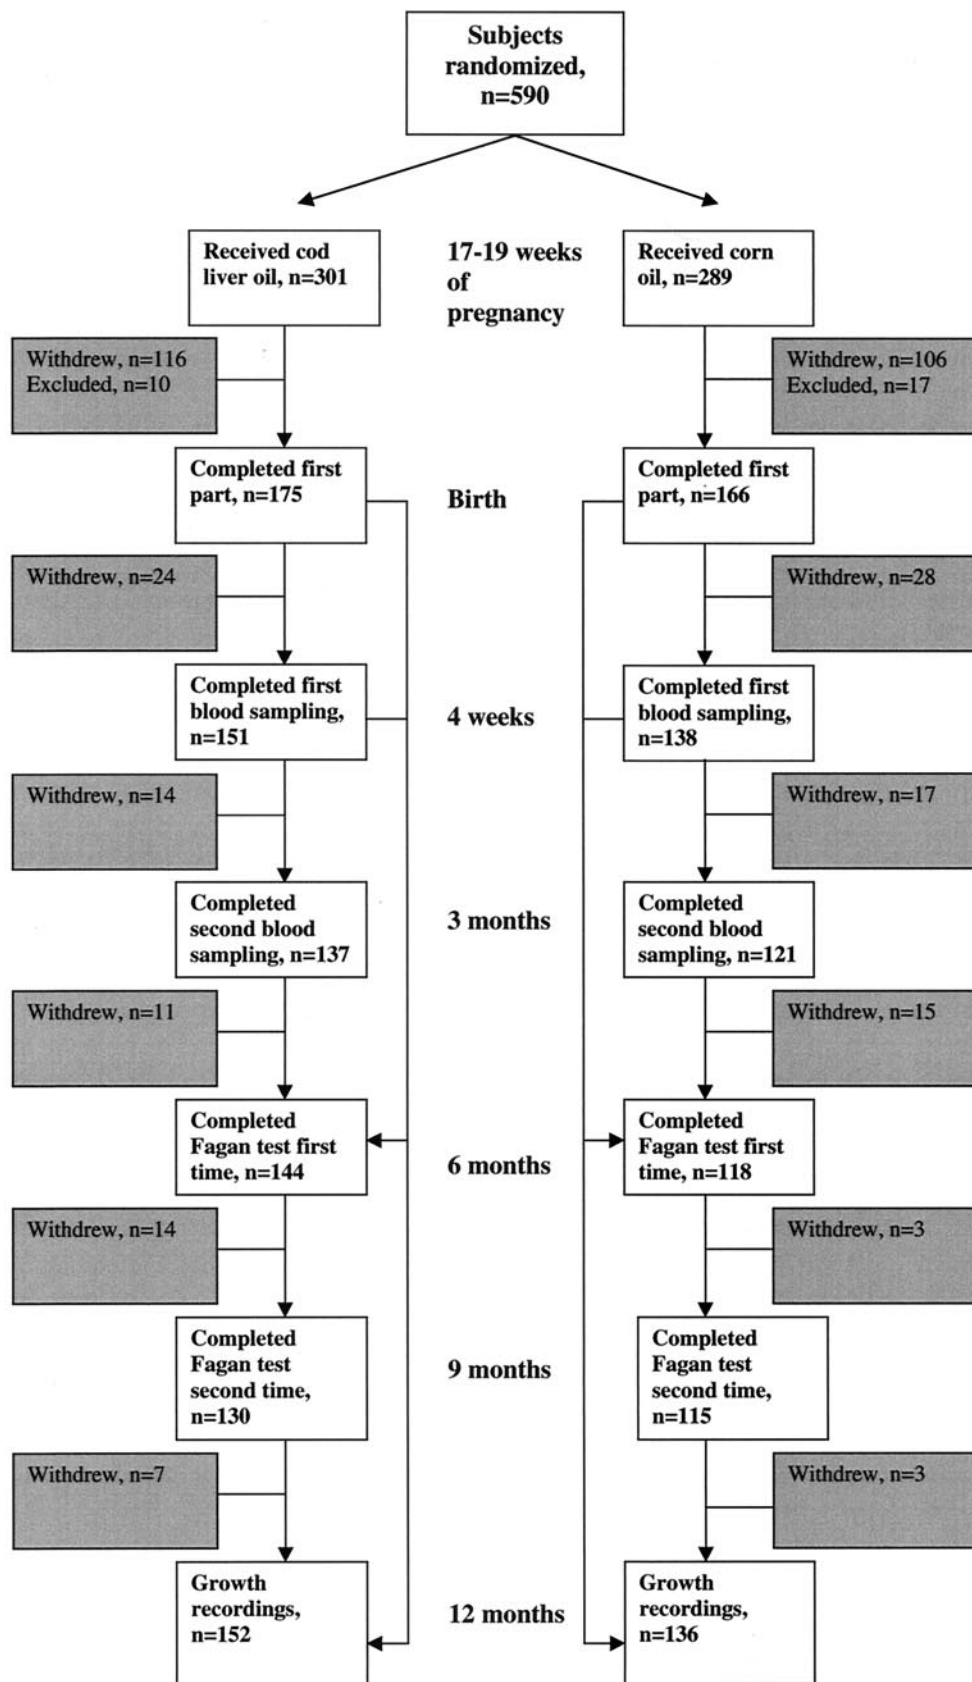 Subjects
randomized,
n=590
Received cod
liver oil, n=301
17-19 weeks
of
pregnancy
Received corn
oil, n=289
Withdrew, n=116
Excluded, n=10
Withdrew, n=106
Excluded, n=17
Completed first
part, n=175
Birth
Completed first
part, n=166
Withdrew, n=24
Withdrew, n=28
Completed first
blood sampling,
n=151
4 weeks
Completed first
blood sampling,
n=138
Withdrew, n=14
Withdrew, n=17
Completed
second blood
sampling, n=137
3 months
Completed
second blood
sampling, n=121
Withdrew, n=11
Withdrew, n=15
Completed
Fagan test first
time, n=144
6 months
Completed
Fagan test first
time, n=118
Withdrew, n=14
Withdrew, n=3
Completed
Fagan test
second time,
n=130
9 months
Completed
Fagan test
second time,
n=115
Withdrew, n=7
Withdrew, n=3
Growth
recordings,
n=152
12 months
Growth
recordings,
n=136